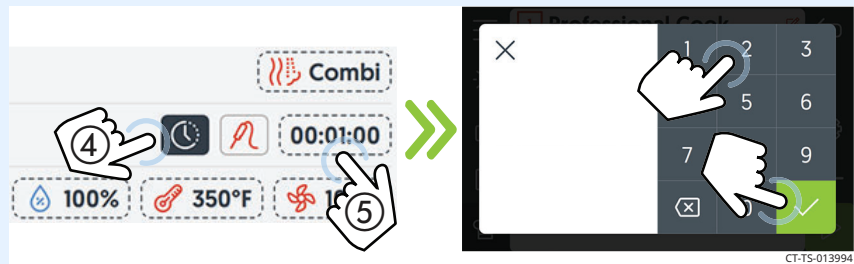 Combi
④ 00:01:00
100% 350°F
⑤
Professional Cook
1 2 3
5 6
7 9
CT-TS-013994